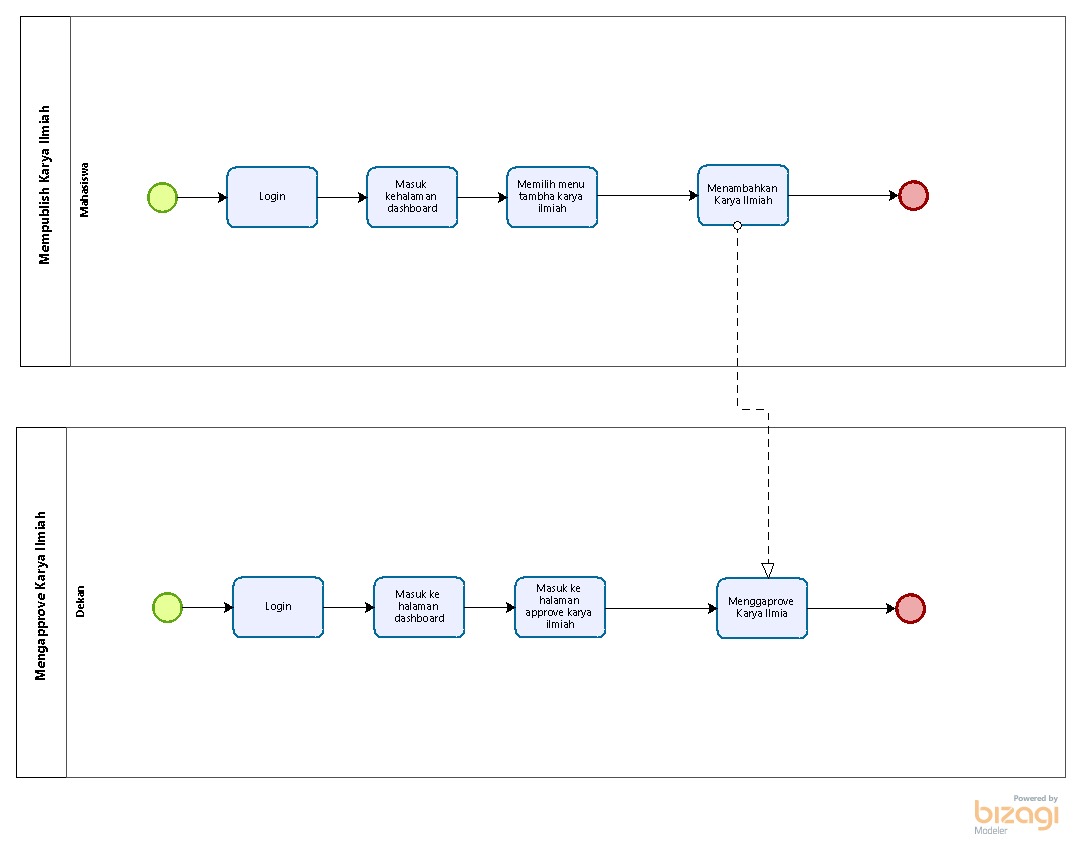 Mempublish Karya Ilmiah
Mahasiswa
Login
Masuk
kehalaman
dashboard
Memilih menu
tambha karya
ilmiah
Menambahkan
Karya Ilmiah
Mengapprove Karya Ilmiah
Dekan
Login
Masuk ke
halaman
dashboard
Masuk ke
halaman
approve karya
ilmiah
Menggaprove
Karya Ilmia
Powered by
bizagi
Modeler